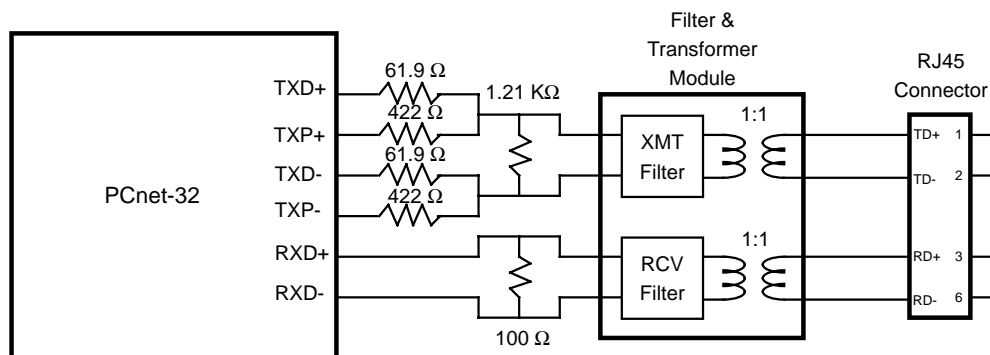 Filter &
Transformer
Module
RJ45
Connector
PCnet-32
TXD+
TXP+
TXD-
TXP-
RXD+
RXD-
61.9 Ω
422 Ω
61.9 Ω
422 Ω
1.21 KΩ
100 Ω
XMT
Filter
1:1
RCV
Filter
1:1
TD+ 1
TD- 2
RD+ 3
RD- 6